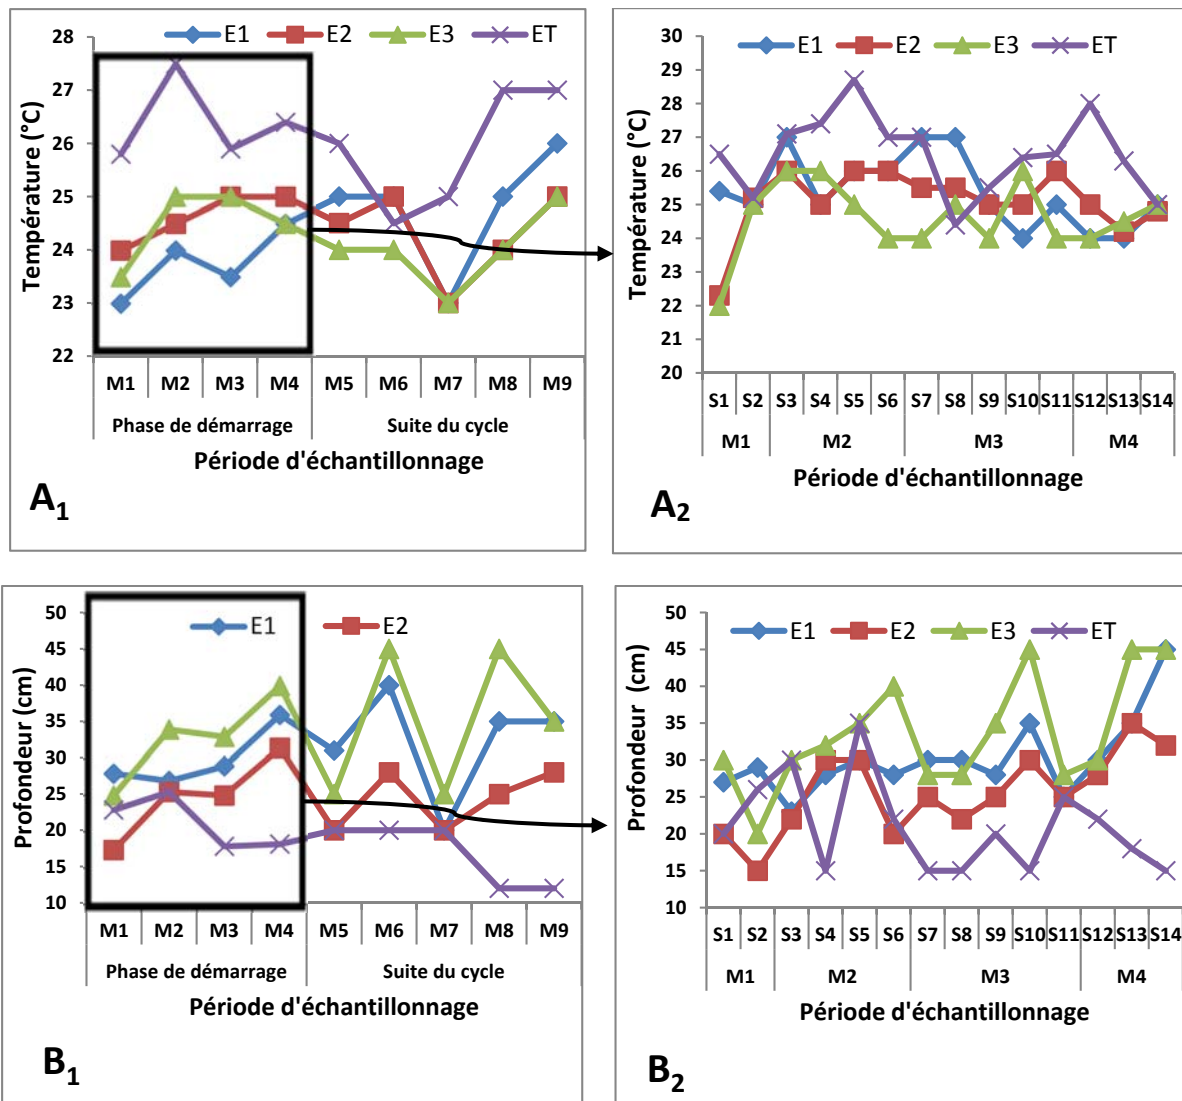 E1 E2 E3 ET
28
27
26
25
24
23
22
Température (°C)
M1 M2 M3 M4 M5 M6 M7 M8 M9
Phase de démarrage Suite du cycle
Période d'échantillonnage
A1
E1 E2 E3 ET
30
29
28
27
26
25
24
23
22
21
20
Température (°C)
S1 S2 S3 S4 S5 S6 S7 S8 S9 S10 S11 S12 S13 S14
M1 M2 M3 M4
Période d'échantillonnage
A2
E1 E2
50
45
40
35
30
25
20
15
10
Profondeur (cm)
M1 M2 M3 M4 M5 M6 M7 M8 M9
Phase de démarrage Suite du cycle
Période d'échantillonnage
B1
E1 E2 E3 ET
50
45
40
35
30
25
20
15
10
Profondeur (cm)
S1 S2 S3 S4 S5 S6 S7 S8 S9 S10 S11 S12 S13 S14
M1 M2 M3 M4
Période d'échantillonnage
B2